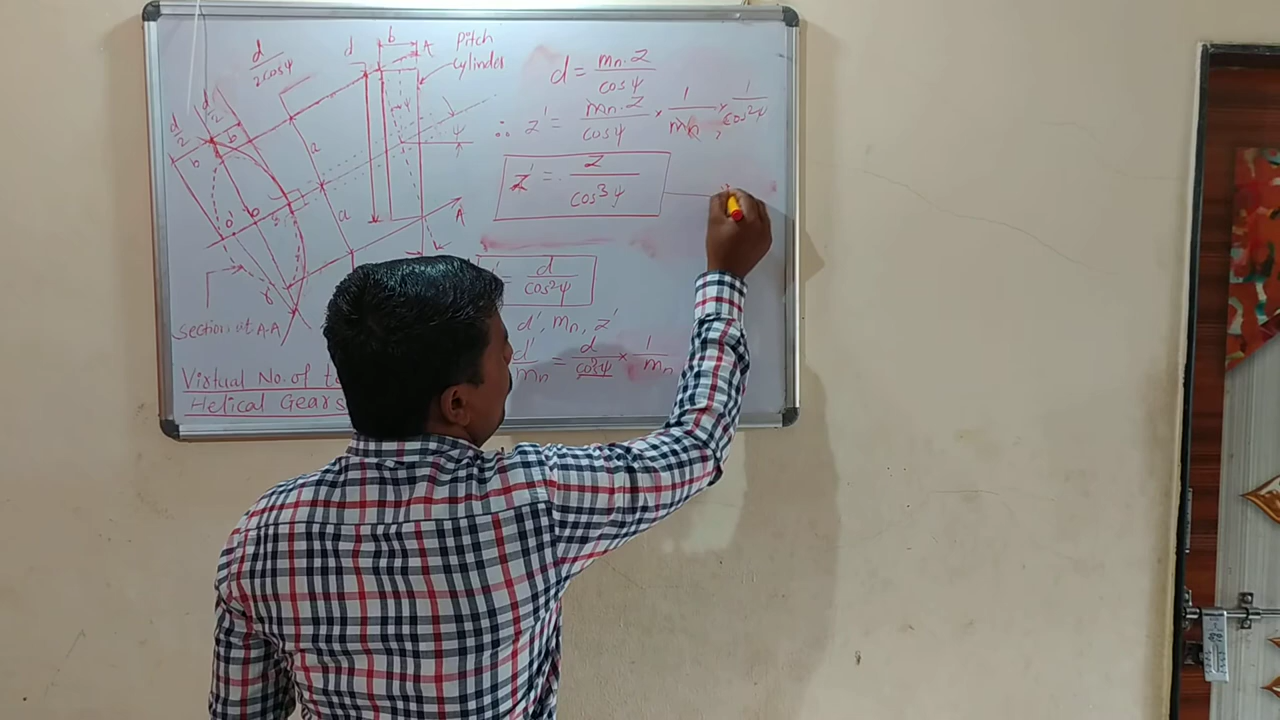 d/2cosψ
d/2
d/2
b
b
a
a
b
o'
r
d
b
A
Pitch
Cylinder
ψ
ψ
A
Section at A-A
Virtual No. of
Helical Gears
d = mn.z/cosψ
∴ z' = mn.z/cosψ × 1/mn × 1/cos²ψ
z' = z/cos³ψ
= d/cos²ψ
d', mn, z'
d'/mn = d/cos²ψ × 1/mn